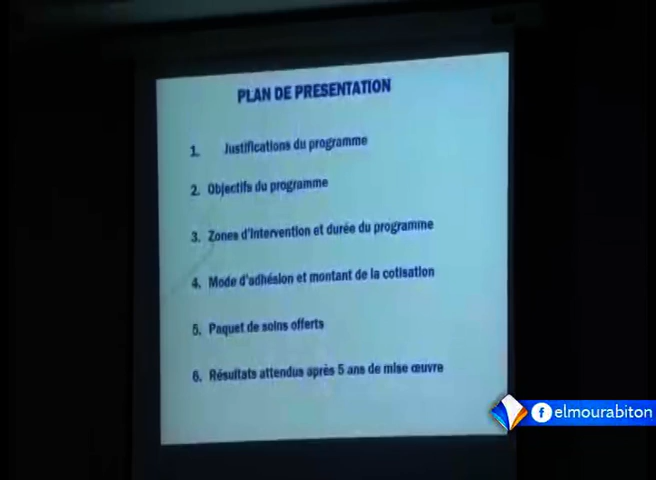 PLAN DE PRESENTATION
1. Justifications du programme
2. Objectifs du programme
3. Zones d'intervention et durée du programme
4. Mode d'adhésion et montant de la cotisation
5. Paquet de soins offerts
6. Résultats attendus après 5 ans de mise œuvre
f elmourabiton